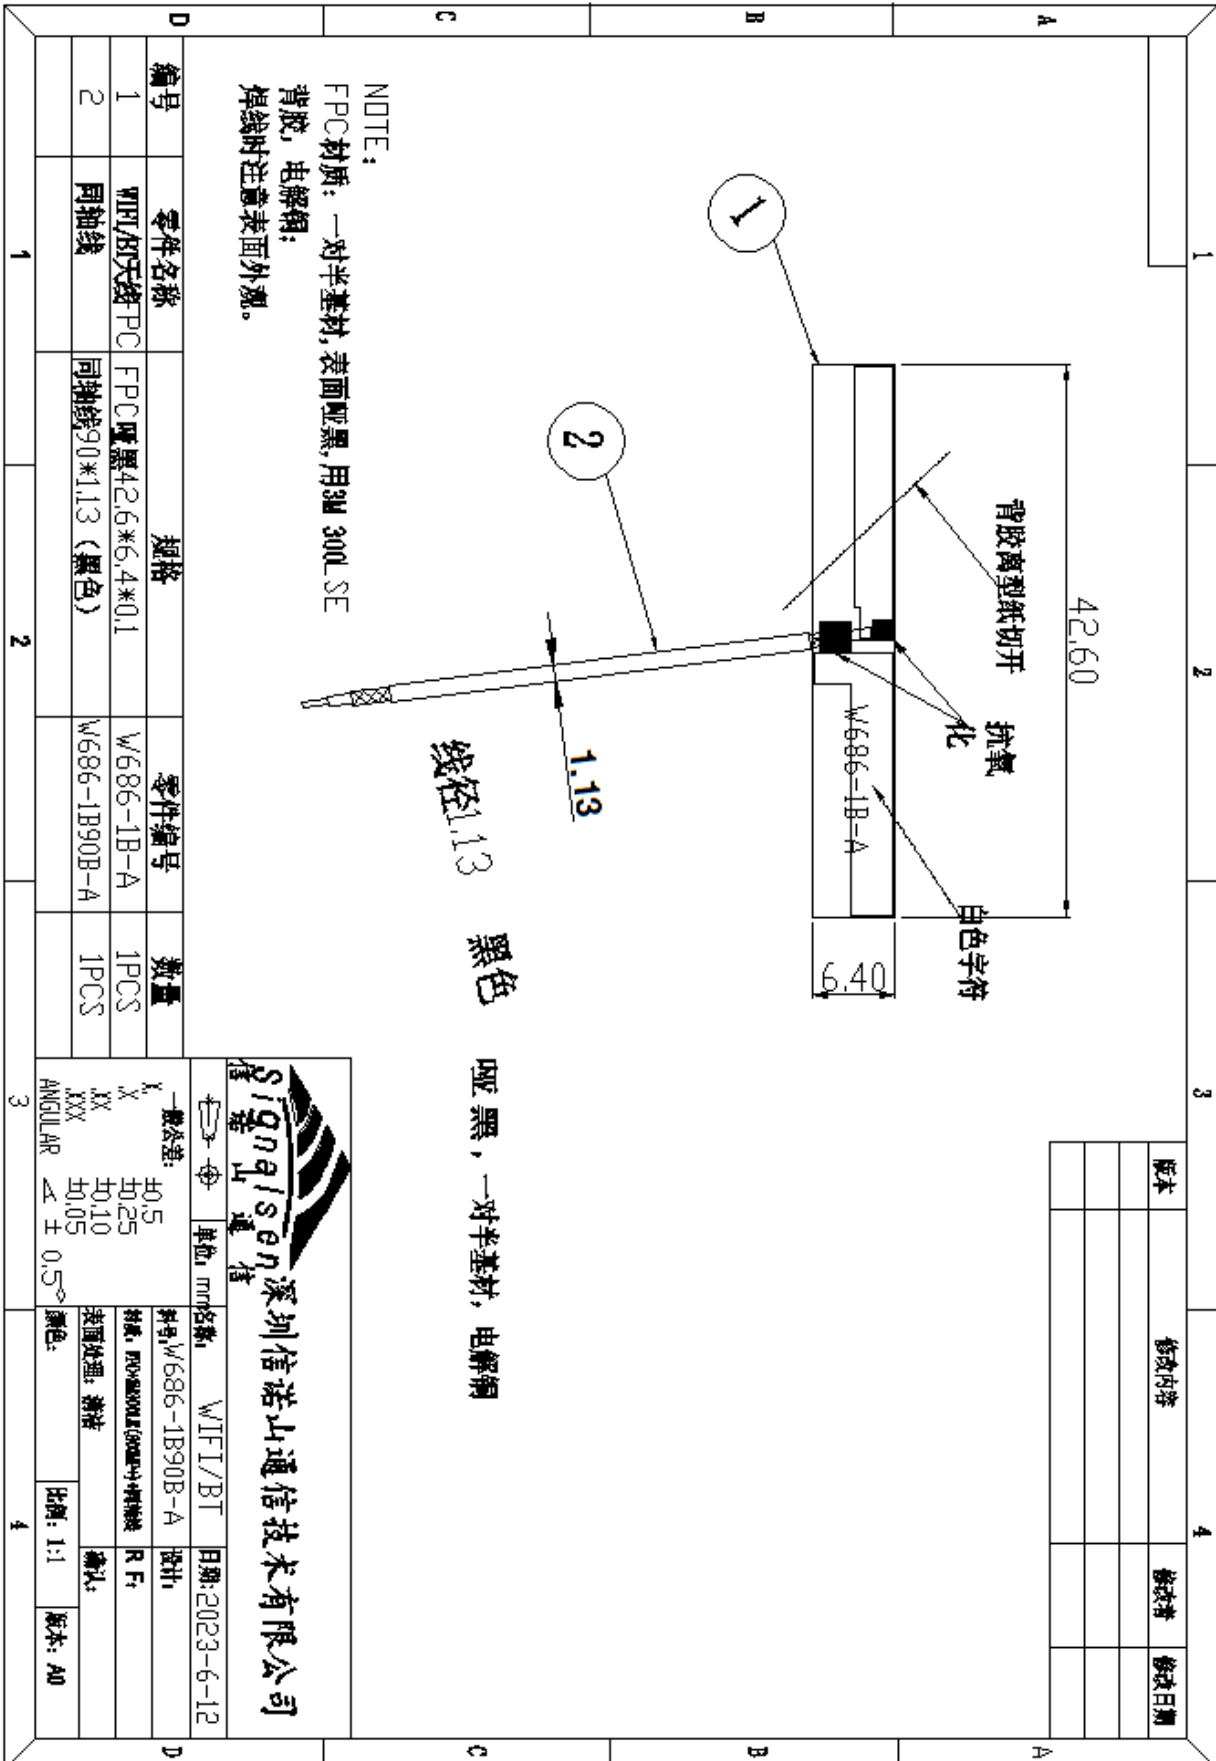 1
2
3
4
A
B
C
D
版本
修改内容
修改者
修改日期
42.60
背胶离型纸切开
抗氧
化
白色字符
W686-1B-A
6.40
1
2
1.13
线径1.13 黑色
哑黑，一对半基材，电解铜
NOTE:
FPC材质：一对半基材,表面哑黑,用3M 300LSE
背胶，电解铜;
焊线时注意表面外观。
编号 零件名称 规格 零件编号 数量
1 WIFI/BT天线FPC FPC哑黑42.6*6.4*0.1 W686-1B-A 1PCS
2 同轴线 同轴线90*1.13（黑色） W686-1B90B-A 1PCS
Signalsen
信诺山通信
深圳信诺山通信技术有限公司
单位: mm
名称: WIFI/BT
日期:2023-6-12
一般公差:
X. ±0.5
.X ±0.25
.XX ±0.10
.XXX ±0.05
ANGULAR ∠ ± 0.5°
料号:W686-1B90B-A
设计:
材质:
R F:
表面处理: 清洁
确认:
颜色:
比例: 1:1
版本: A0
A
B
C
D
1
2
3
4